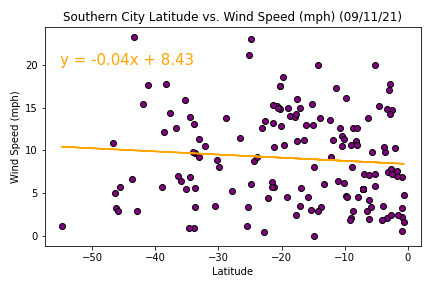 Southern City Latitude vs. Wind Speed (mph) (09/11/21)
y = -0.04x + 8.43
Wind Speed (mph)
20
15
10
5
0
−50
−40
−30
−20
−10
0
Latitude